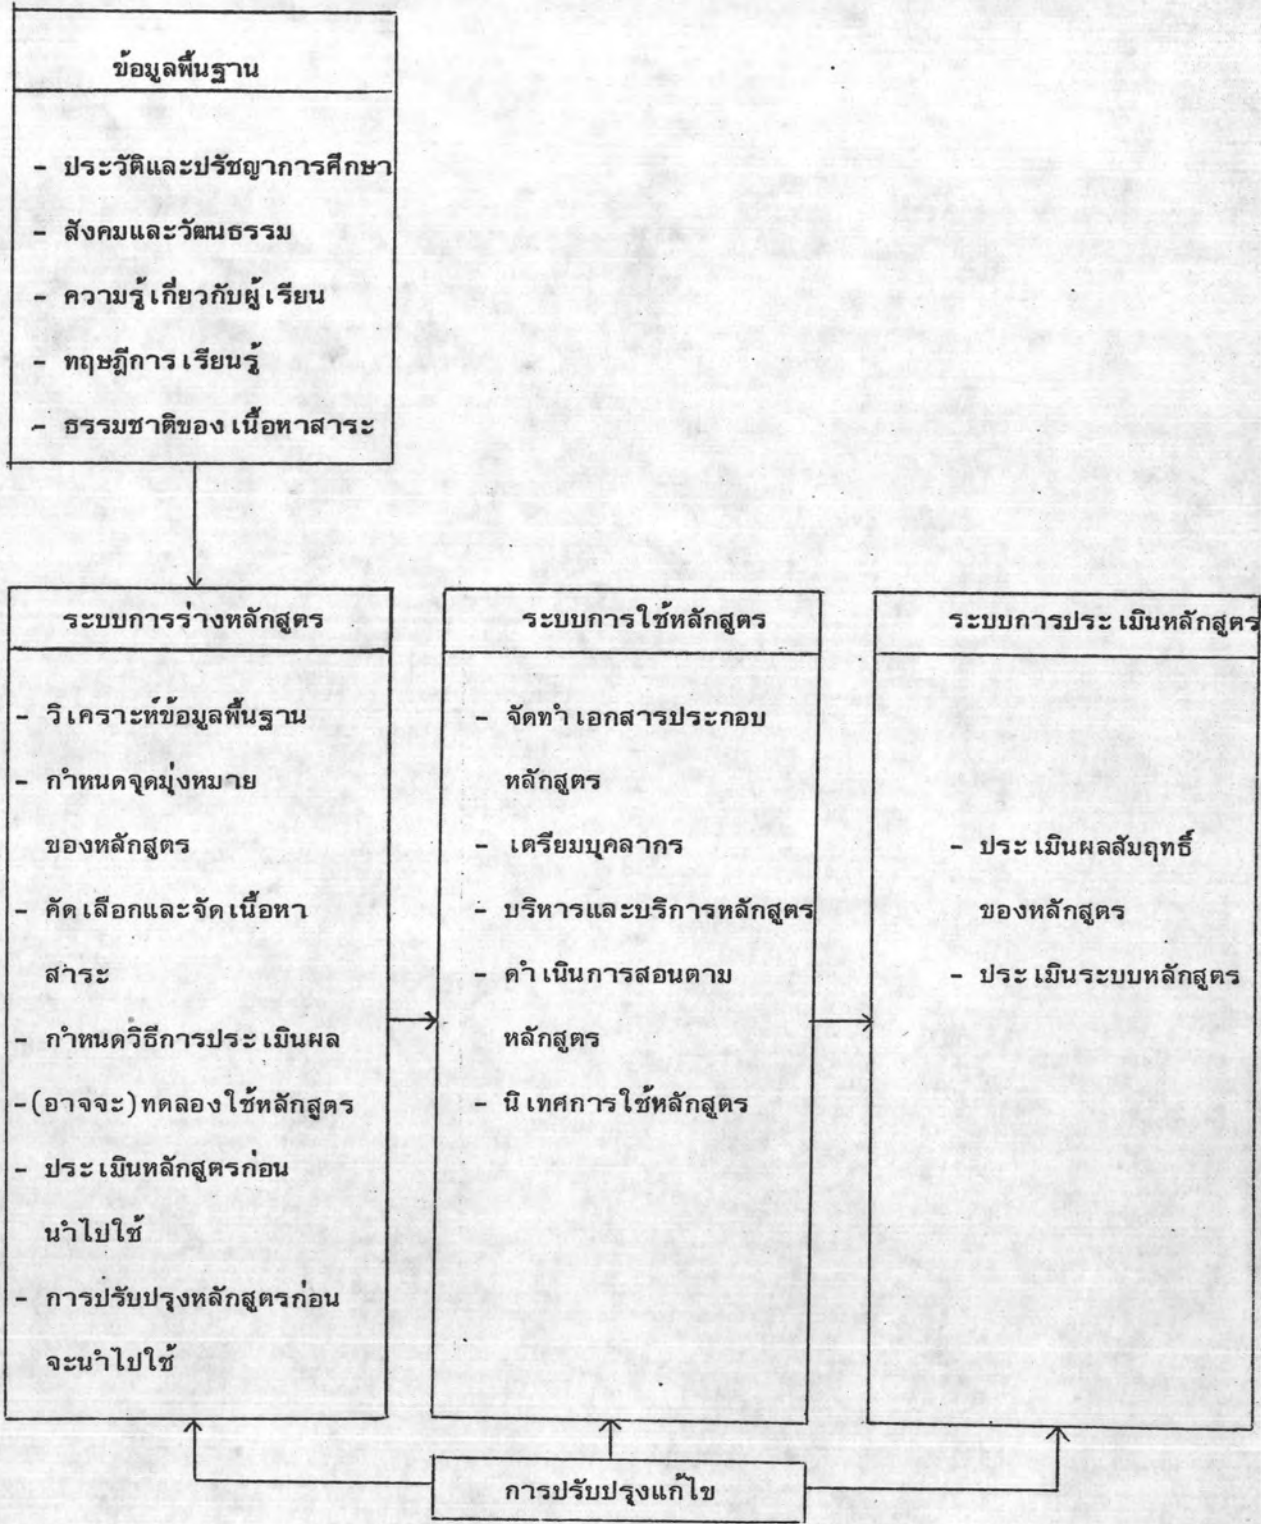 ข้อมูลพื้นฐาน
- ประวัติและปรัชญาการศึกษา
- สังคมและวัฒนธรรม
- ความรู้เกี่ยวกับผู้เรียน
- ทฤษฎีการเรียนรู้
- ธรรมชาติของเนื้อหาสาระ
ระบบการร่างหลักสูตร
- วิเคราะห์ข้อมูลพื้นฐาน
- กำหนดจุดมุ่งหมาย
ของหลักสูตร
- คัดเลือกและจัดเนื้อหา
สาระ
- กำหนดวิธีการประเมินผล
-(อาจจะ)ทดลองใช้หลักสูตร
- ประเมินหลักสูตรก่อน
นำไปใช้
- การปรับปรุงหลักสูตรก่อน
จะนำไปใช้
ระบบการใช้หลักสูตร
- จัดทำเอกสารประกอบ
หลักสูตร
- เตรียมบุคลากร
- บริหารและบริการหลักสูตร
- ดำเนินการสอนตาม
หลักสูตร
- นิเทศการใช้หลักสูตร
ระบบการประเมินหลักสูตร
- ประเมินผลสัมฤทธิ์
ของหลักสูตร
- ประเมินระบบหลักสูตร
การปรับปรุงแก้ไข